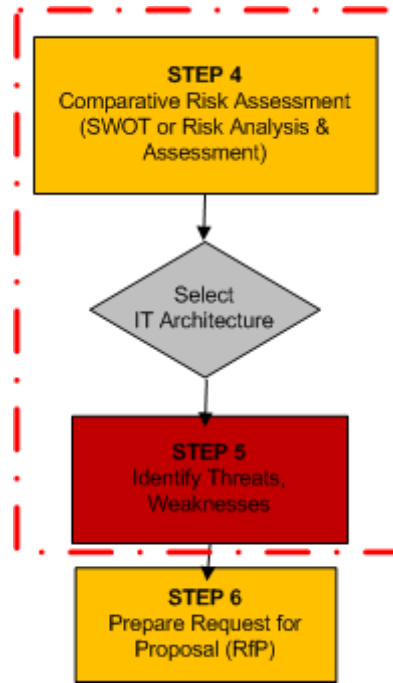 STEP 4
Comparative Risk Assessment
(SWOT or Risk Analysis &
Assessment)
Select
IT Architecture
STEP 5
Identify Threats,
Weaknesses
STEP 6
Prepare Request for
Proposal (RfP)